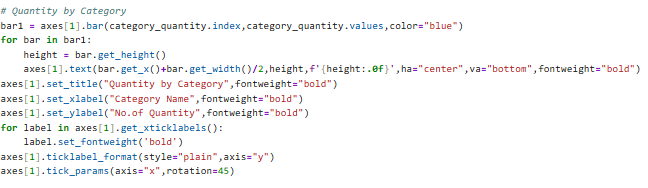 # Quantity by Category
bar1 = axes[1].bar(category_quantity.index,category_quantity.values,color="blue")
for bar in bar1:
    height = bar.get_height()
    axes[1].text(bar.get_x()+bar.get_width()/2,height,f'{height:.0f}',ha="center",va="bottom",fontweight="bold")
axes[1].set_title("Quantity by Category",fontweight="bold")
axes[1].set_xlabel("Category Name",fontweight="bold")
axes[1].set_ylabel("No.of Quantity",fontweight="bold")
for label in axes[1].get_xticklabels():
    label.set_fontweight('bold')
axes[1].ticklabel_format(style="plain",axis="y")
axes[1].tick_params(axis="x",rotation=45)